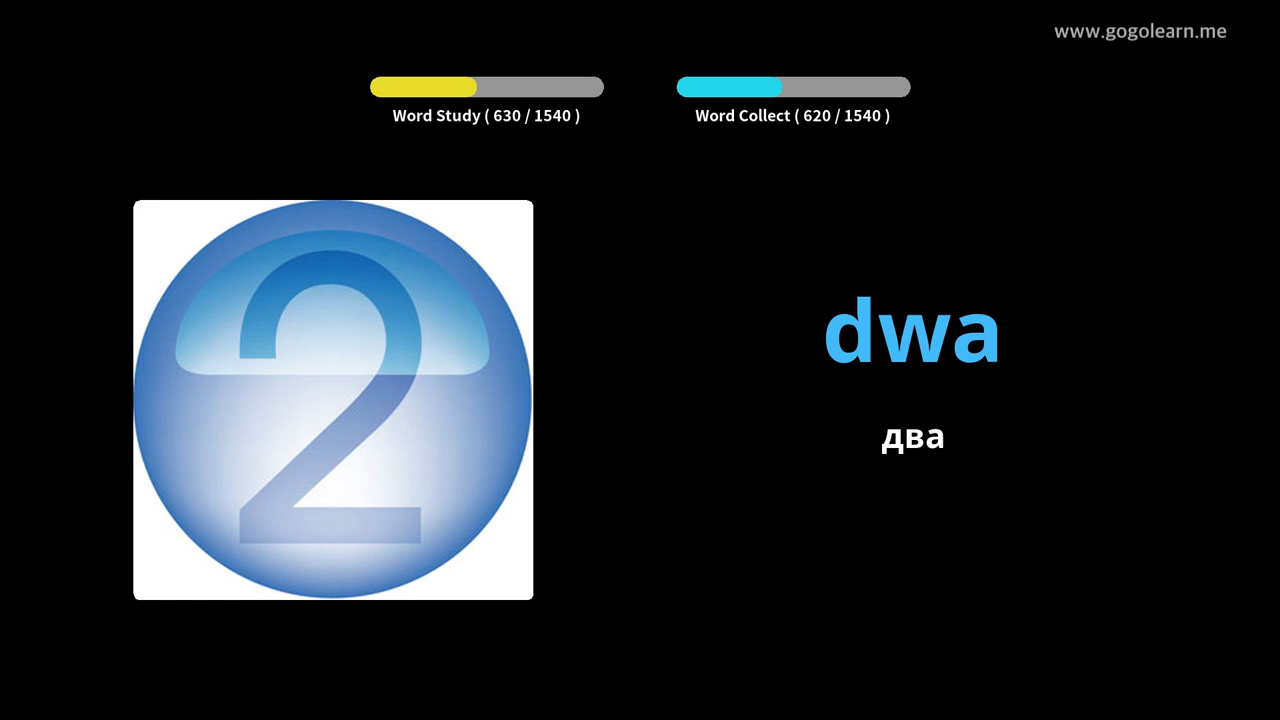 www.gogolearn.me
Word Study ( 630 / 1540 )
Word Collect ( 620 / 1540 )
2
dwa
два